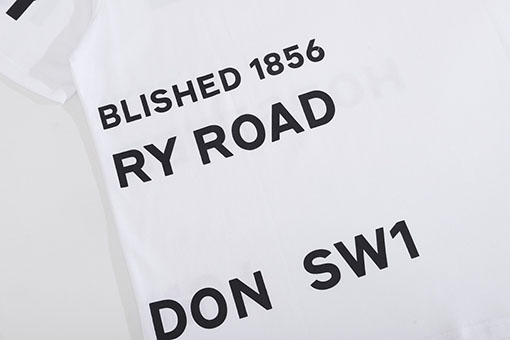 BLISHED 1856
RY ROAD
DON SW1